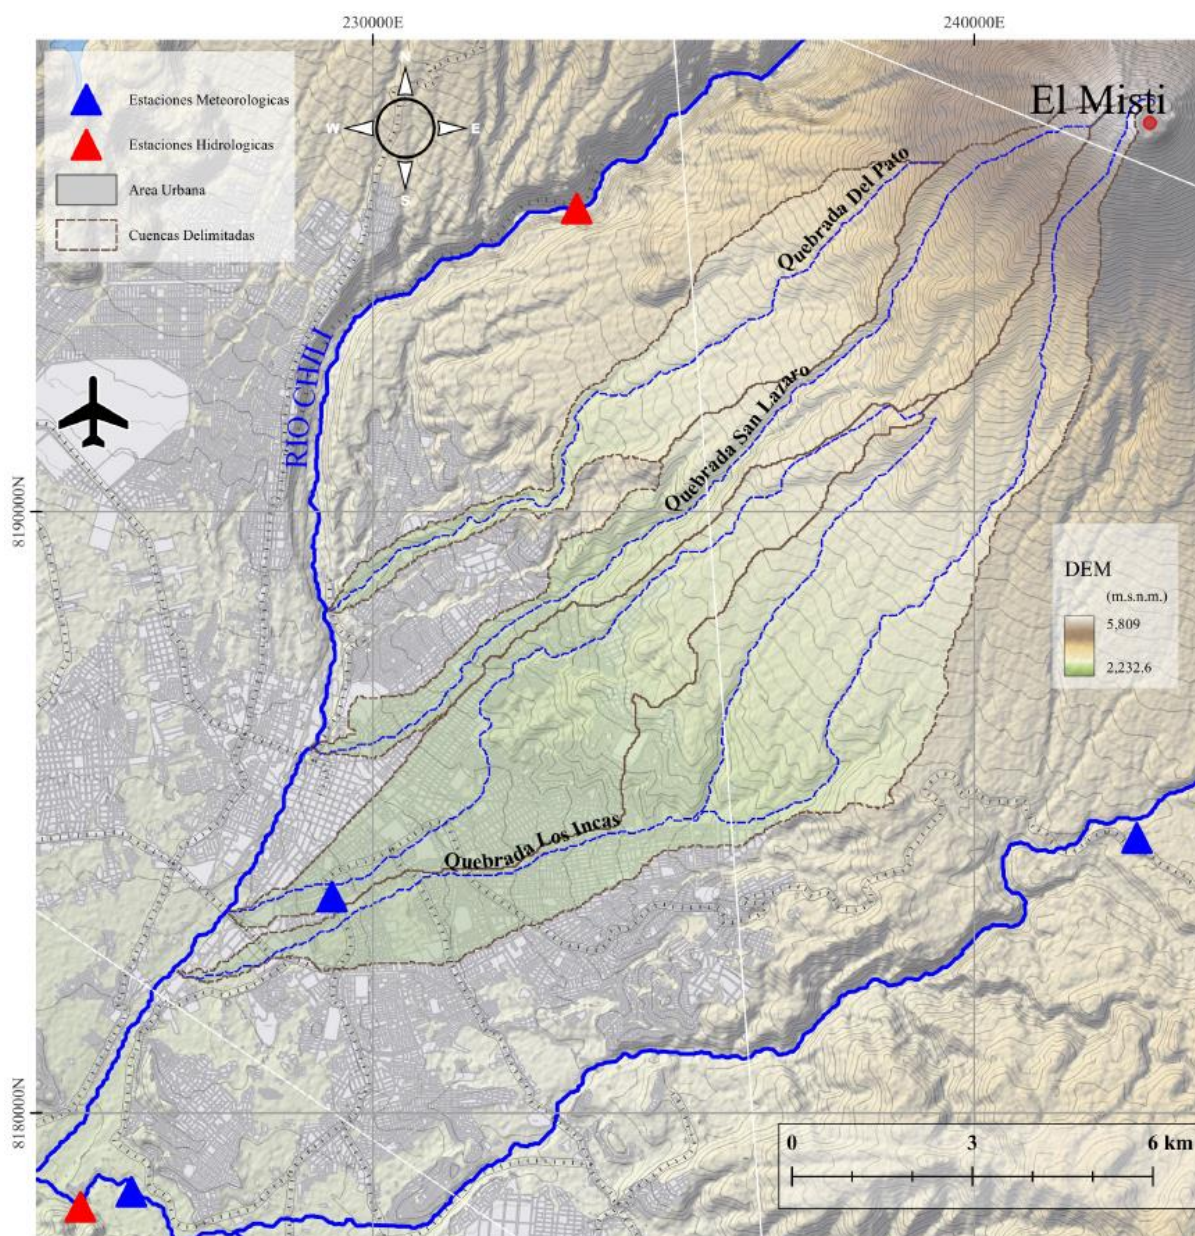 230000E
240000E
Estaciones Meteorologicas
Estaciones Hidrologicas
Area Urbana
Cuencas Delimitadas
N
W
E
S
El Misti
Quebrada Del Pato
RIO CHILI
Quebrada San Lazaro
8190000N
DEM
(m.s.n.m.)
5,809
2,232.6
Quebrada Los Incas
8180000N
0
3
6 km